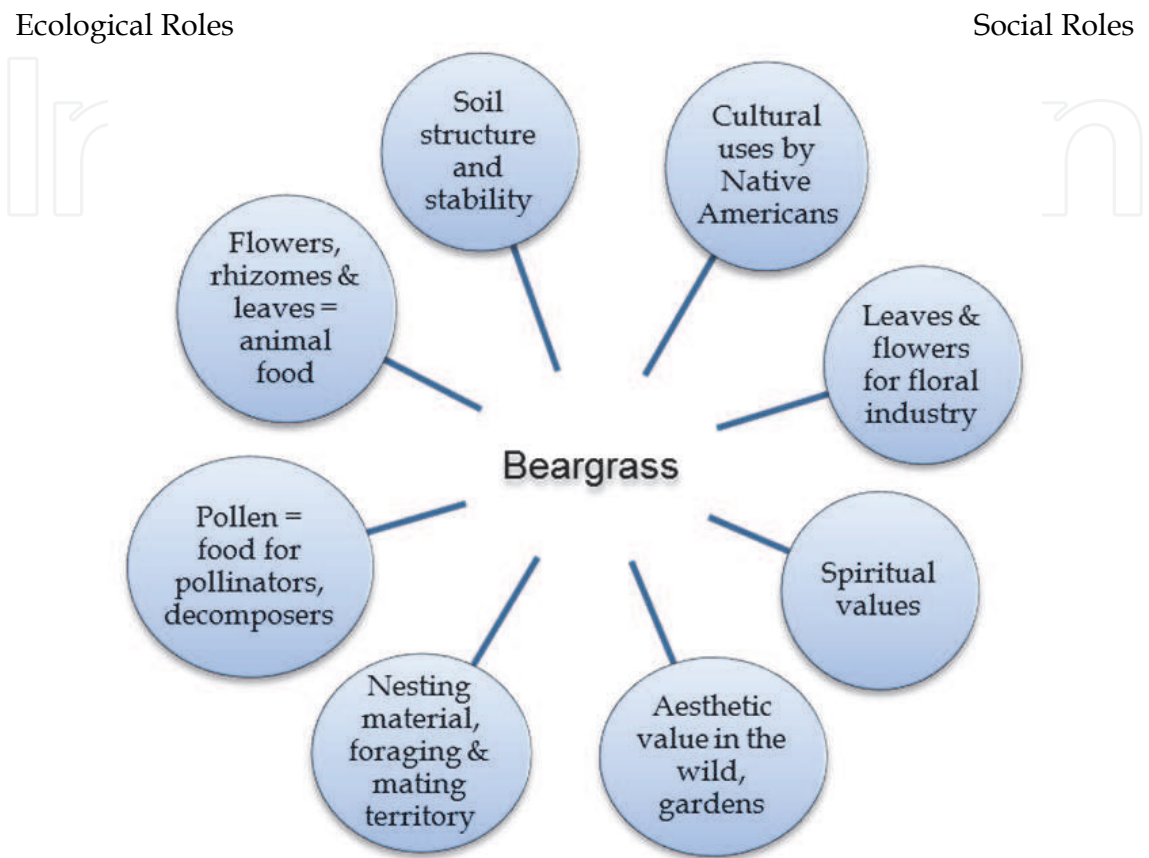 Ecological Roles
Social Roles
Soil
structure
and
stability
Cultural
uses by
Native
Americans
Flowers,
rhizomes &
leaves =
animal
food
Leaves &
flowers
for floral
industry
Beargrass
Pollen =
food for
pollinators,
decomposers
Spiritual
values
Nesting
material,
foraging &
mating
territory
Aesthetic
value in the
wild,
gardens